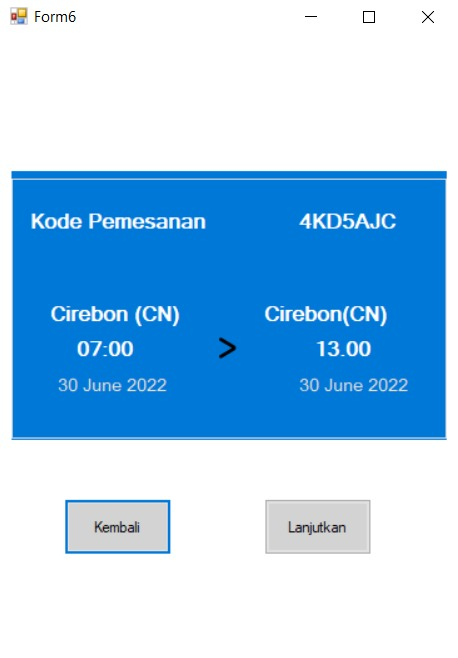 Form6
Kode Pemesanan 4KD5AJC
Cirebon (CN) Cirebon(CN)
07:00 > 13.00
30 June 2022 30 June 2022
Kembali Lanjutkan